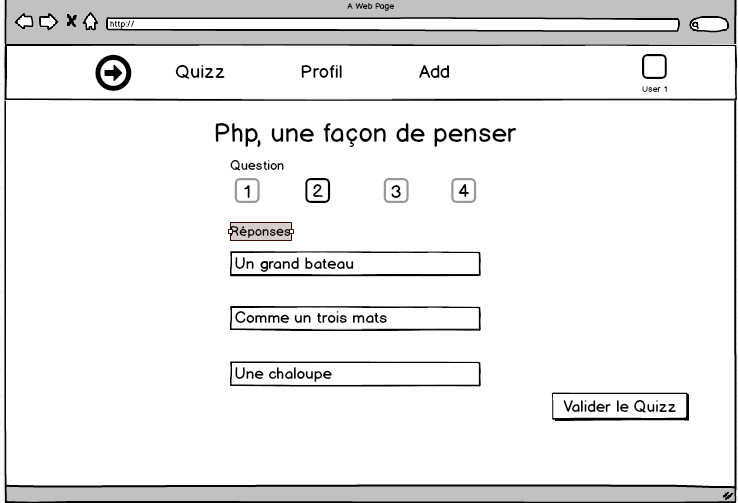 A Web Page
http://
Quizz Profil Add
User 1
Php, une façon de penser
Question
1 2 3 4
Réponses
Un grand bateau
Comme un trois mats
Une chaloupe
Valider le Quizz